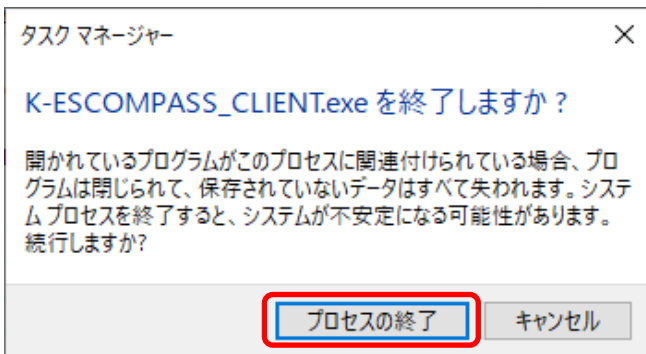 タスク マネージャー
K-ESCOMPASS_CLIENT.exe を終了しますか ?
開かれているプログラムがこのプロセスに関連付けられている場合、プロ
グラムは閉じられて、保存されていないデータはすべて失われます。システ
ム プロセスを終了すると、システムが不安定になる可能性があります。
続行しますか?
プロセスの終了
キャンセル